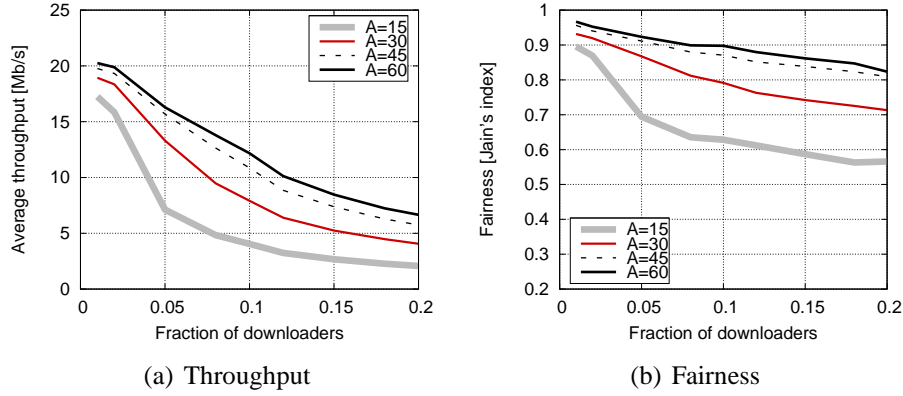 25
20
15
10
5
0
0
0.05
0.1
0.15
0.2
Average throughput [Mb/s]
Fraction of downloaders
A=15
A=30
A=45
A=60
(a) Throughput
1
0.9
0.8
0.7
0.6
0.5
0.4
0.3
0.2
0
0.05
0.1
0.15
0.2
Fairness [Jain's index]
Fraction of downloaders
A=15
A=30
A=45
A=60
(b) Fairness